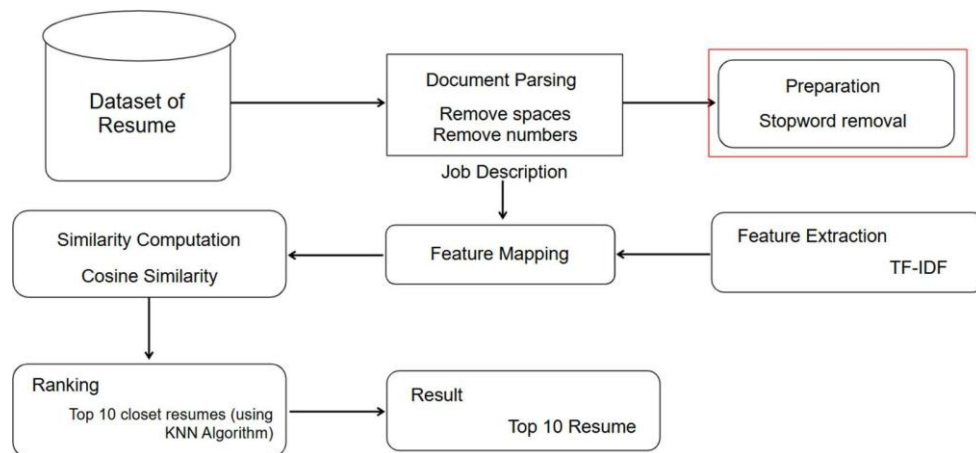 Dataset of
Resume
Document Parsing
Remove spaces
Remove numbers
Preparation
Stopword removal
Job Description
Similarity Computation
Cosine Similarity
Feature Mapping
Feature Extraction
TF-IDF
Ranking
Top 10 closet resumes (using
KNN Algorithm)
Result
Top 10 Resume